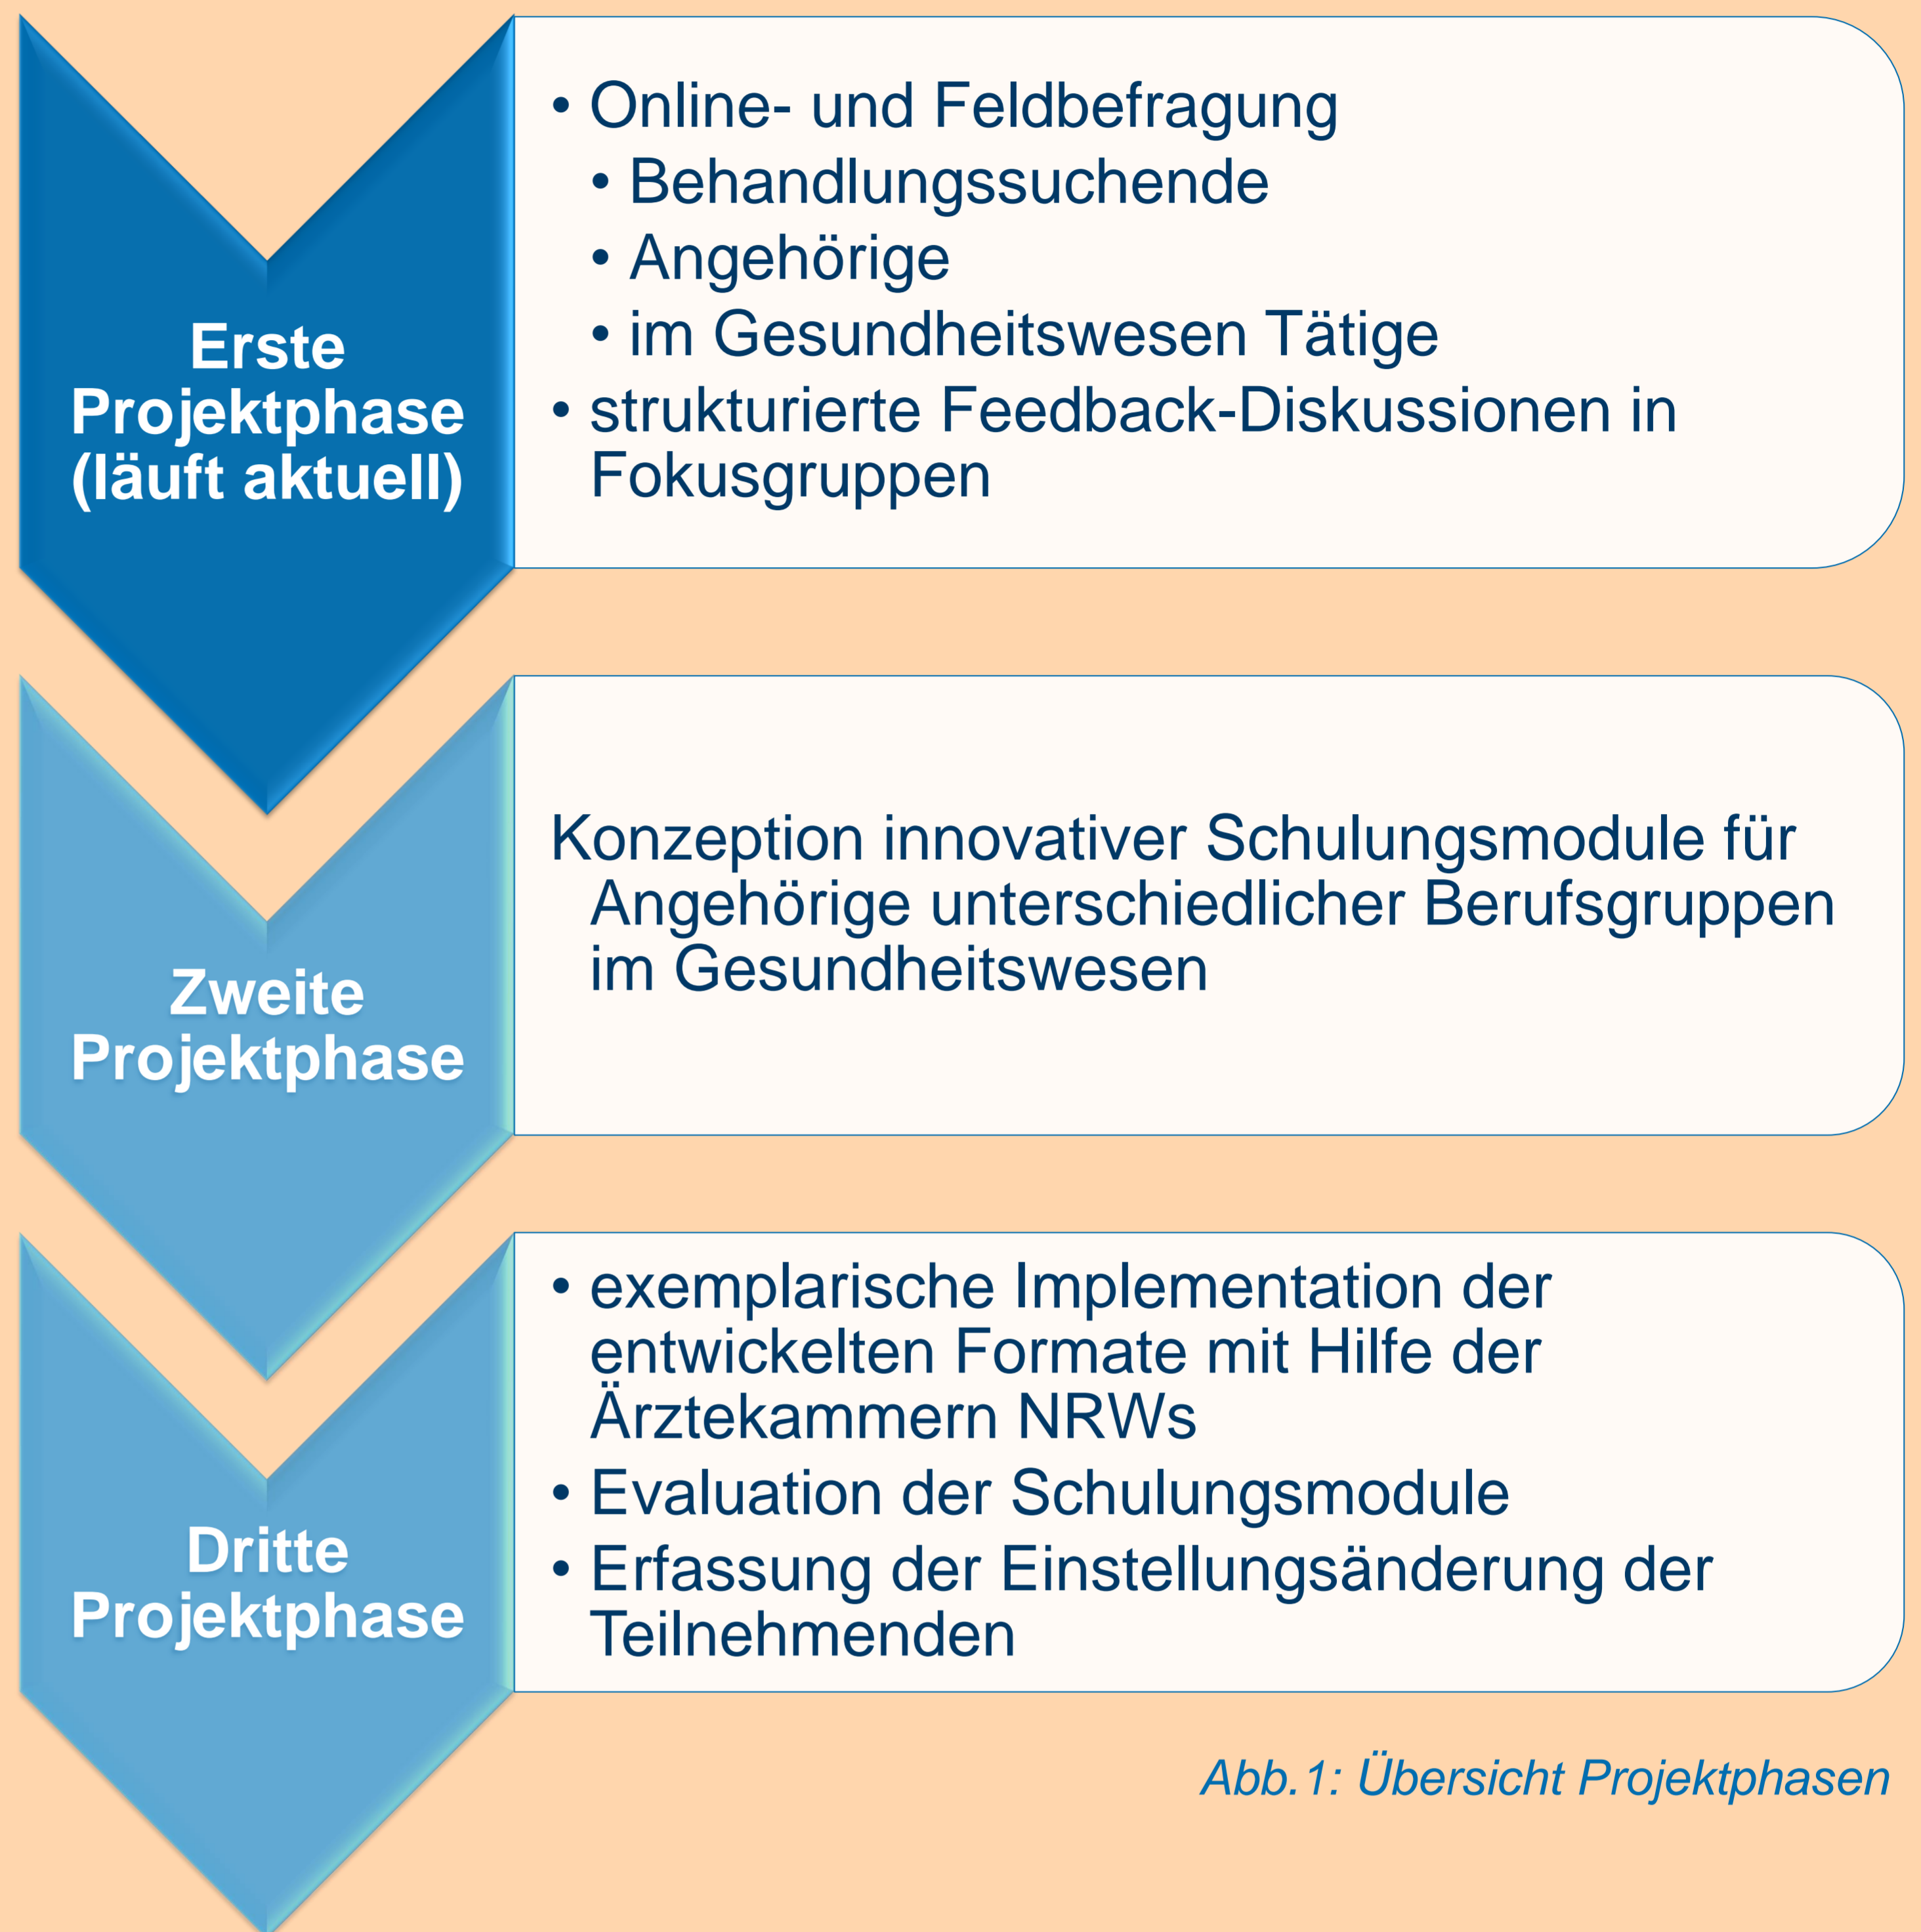 Erste
Projektphase
(läuft aktuell)
• Online- und Feldbefragung
• Behandlungssuchende
• Angehörige
• im Gesundheitswesen Tätige
• strukturierte Feedback-Diskussionen in
Fokusgruppen
Zweite
Projektphase
Konzeption innovativer Schulungsmodule für
Angehörige unterschiedlicher Berufsgruppen
im Gesundheitswesen
Dritte
Projektphase
• exemplarische Implementation der
entwickelten Formate mit Hilfe der
Ärztekammern NRWs
• Evaluation der Schulungsmodule
• Erfassung der Einstellungsänderung der
Teilnehmenden
Abb.1: Übersicht Projektphasen